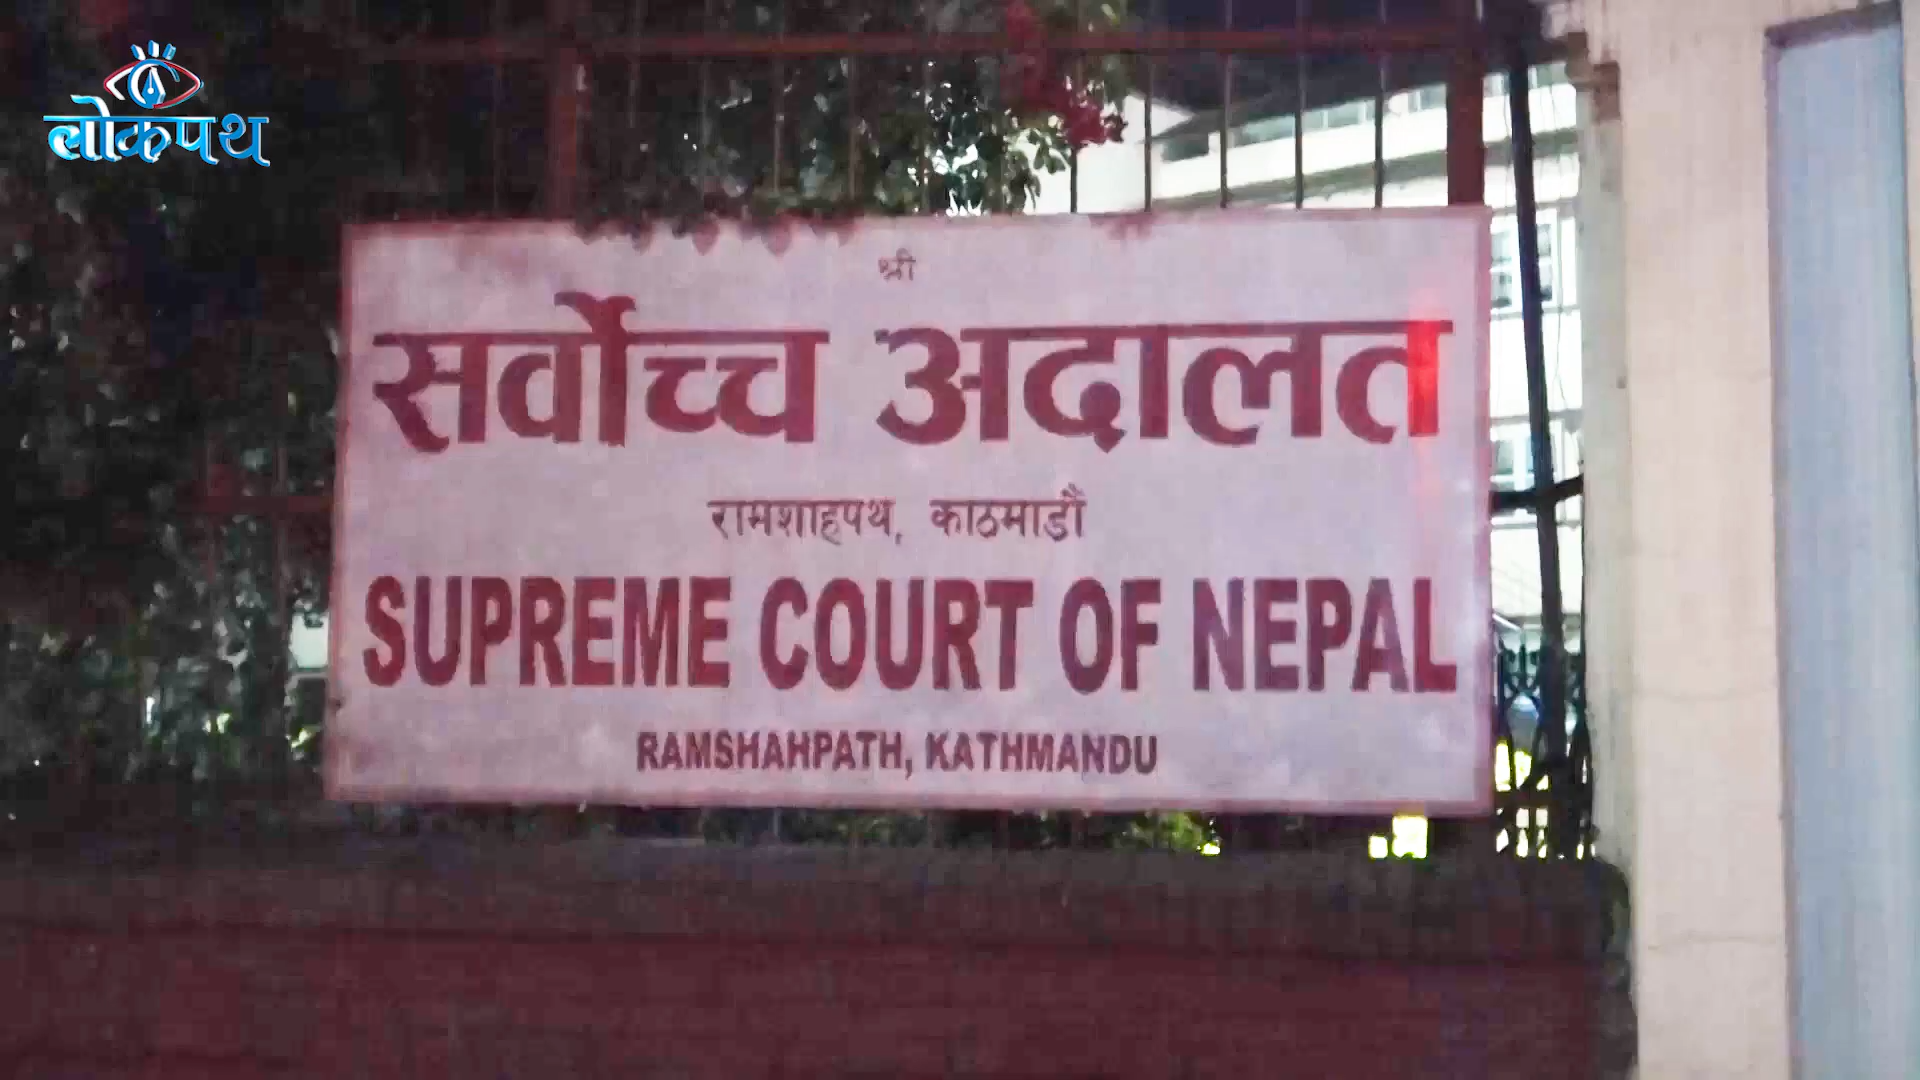 लोकपथ
श्री
सर्वोच्च अदालत
रामशाहपथ, काठमाडौं
SUPREME COURT OF NEPAL
RAMSHAHPATH, KATHMANDU